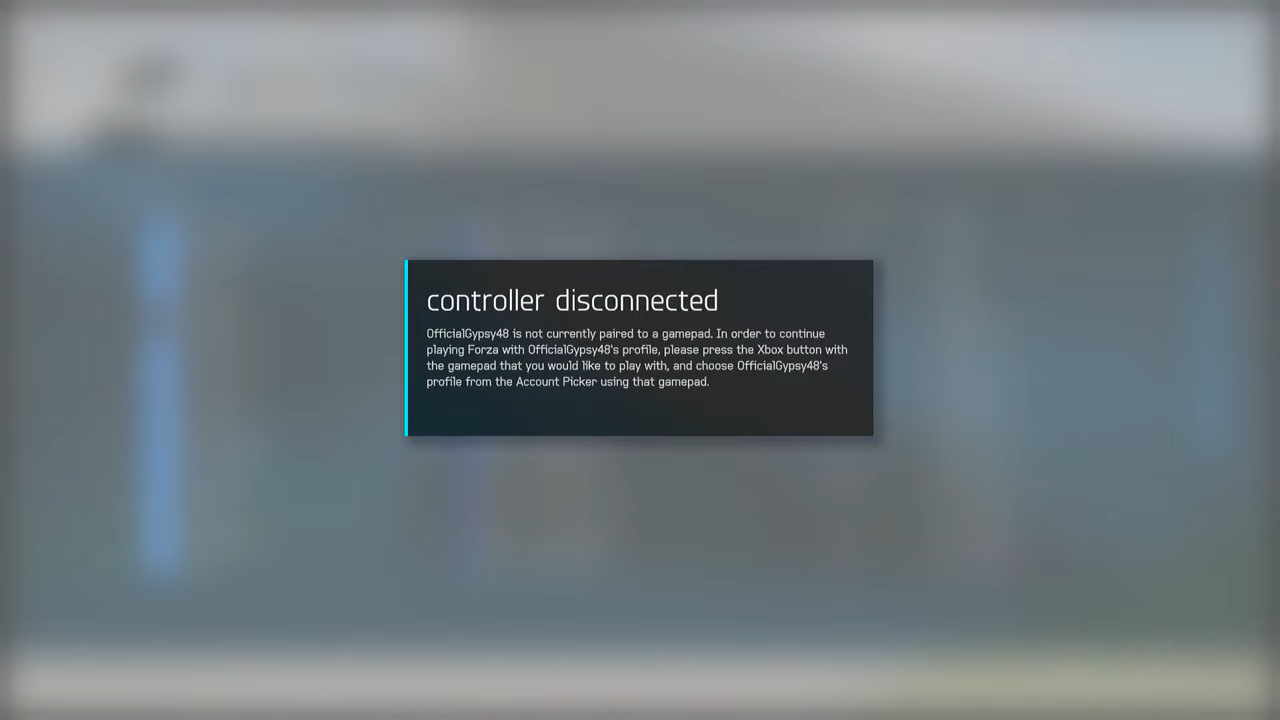 controller disconnected
OfficialGypsy48 is not currently paired to a gamepad. In order to continue
playing Forza with OfficialGypsy48's profile, please press the Xbox button with
the gamepad that you would like to play with, and choose OfficialGypsy48's
profile from the Account Picker using that gamepad.